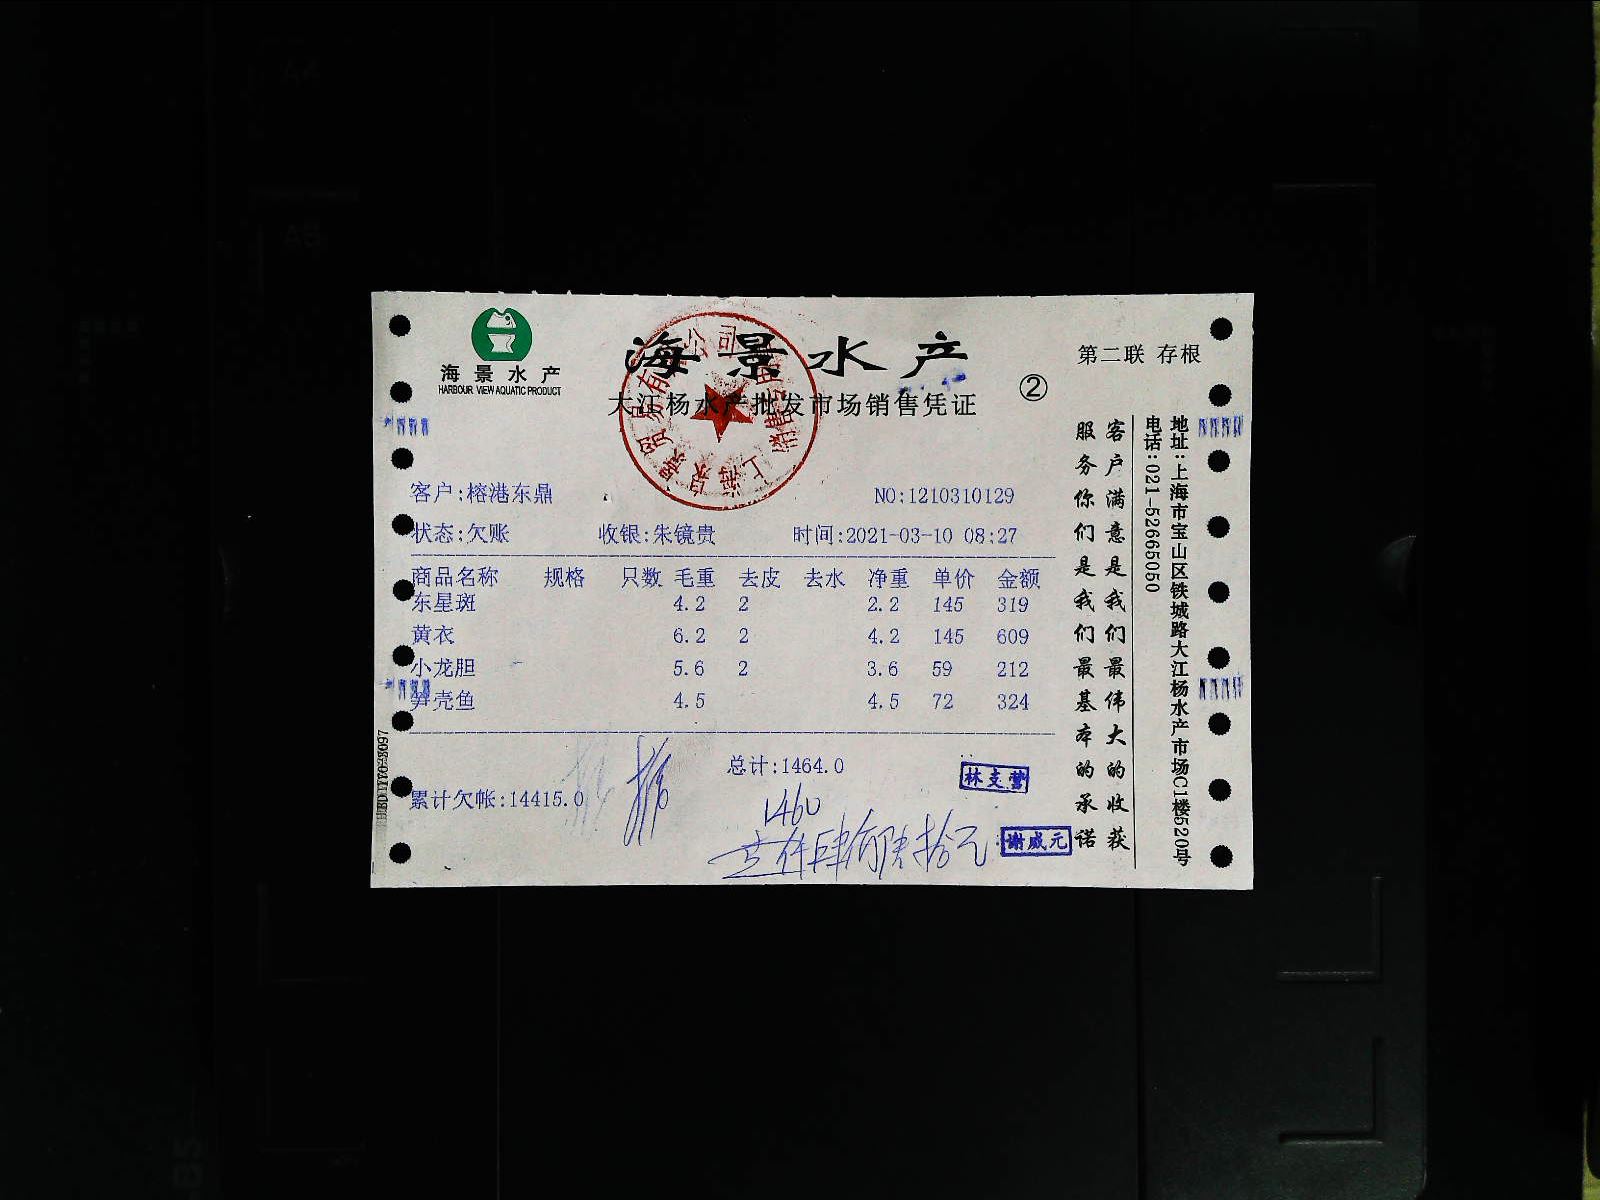 海景水产
HARBOUR VIEW AQUATIC PRODUCT
海景水产
大江杨水产批发市场销售凭证
②
第二联 存根
客户:榕港东鼎 NO:1210310129
状态:欠账 收银:朱镜贵 时间:2021-03-10 08:27
商品名称 规格 只数 毛重 去皮 去水 净重 单价 金额
东星斑 4.2 2 2.2 145 319
黄衣 6.2 2 4.2 145 609
小龙胆 5.6 2 3.6 59 212
笋壳鱼 4.5 4.5 72 324
总计:1464.0
累计欠帐:14415.0
1460
壹仟肆佰陆拾元
林支营
谢成元
客户满意是我们最伟大的收获
服务你们是我们最基本的承诺
地址:上海市宝山区铁城路大江杨水产市场C1楼520号
电话:021-52665050